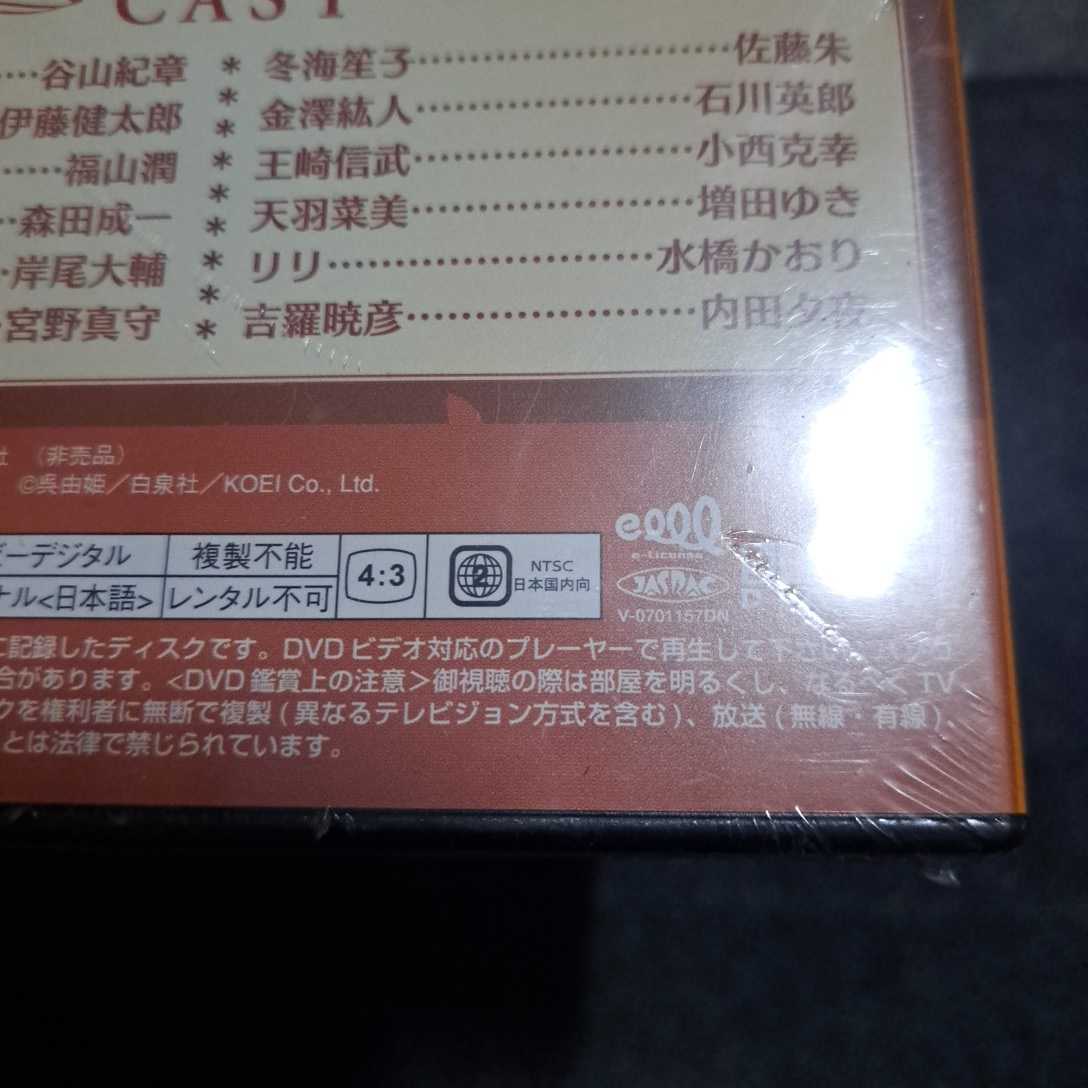 CAST
谷山紀章 * 冬海笙子 佐藤朱
伊藤健太郎 * 金澤紘人 石川英郎
福山潤 * 王崎信武 小西克幸
森田成一 * 天羽菜美 増田ゆき
岸尾大輔 * リリ 水橋かおり
宮野真守 * 吉羅暁彦 内田夕夜
社 (非売品)
©呉由姫/白泉社/KOEI Co., Ltd.
ビーデジタル 複製不能
ナル<日本語> レンタル不可
4:3
2
NTSC
日本国内向
e-License
JASRAC
V-0701157DN
に記録したディスクです。DVDビデオ対応のプレーヤーで再生して下さい
合があります。<DVD鑑賞上の注意>御視聴の際は部屋を明るくし、なるべくTV
クを権利者に無断で複製(異なるテレビジョン方式を含む)、放送(無線・有線)、
とは法律で禁じられています。